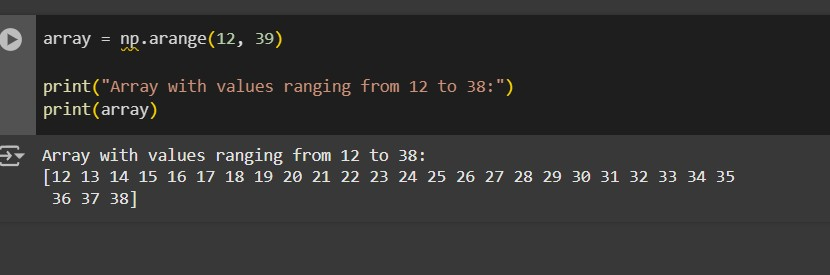 array = np.arange(12, 39)
print("Array with values ranging from 12 to 38:")
print(array)
Array with values ranging from 12 to 38:
[12 13 14 15 16 17 18 19 20 21 22 23 24 25 26 27 28 29 30 31 32 33 34 35
 36 37 38]